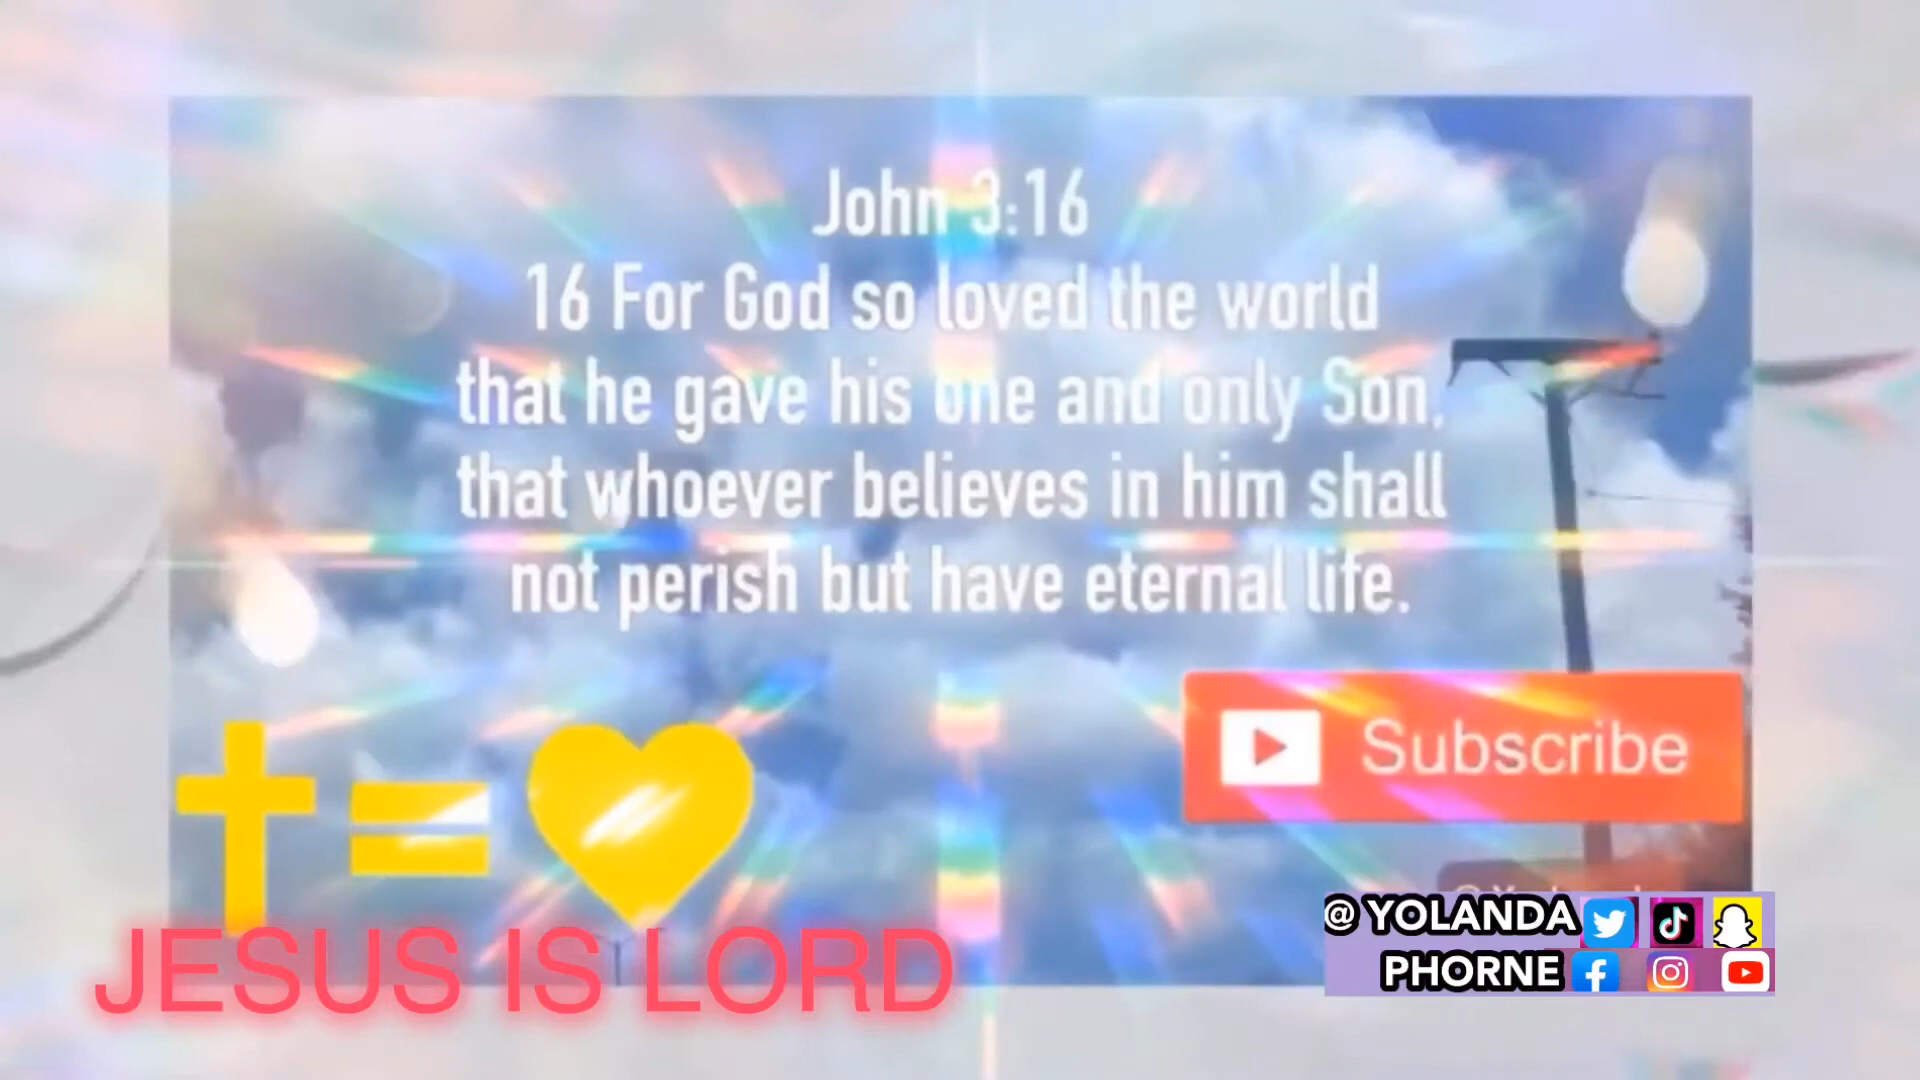 John 3:16
16 For God so loved the world
that he gave his one and only Son,
that whoever believes in him shall
not perish but have eternal life.
Subscribe
JESUS IS LORD
@ YOLANDA
PHORNE